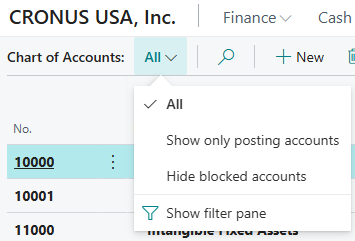 CRONUS USA, Inc. Finance Cash
Chart of Accounts: All + New
All
Show only posting accounts
No.
Hide blocked accounts
10000
10001
Show filter pane
11000 Intangible Fixed Assets